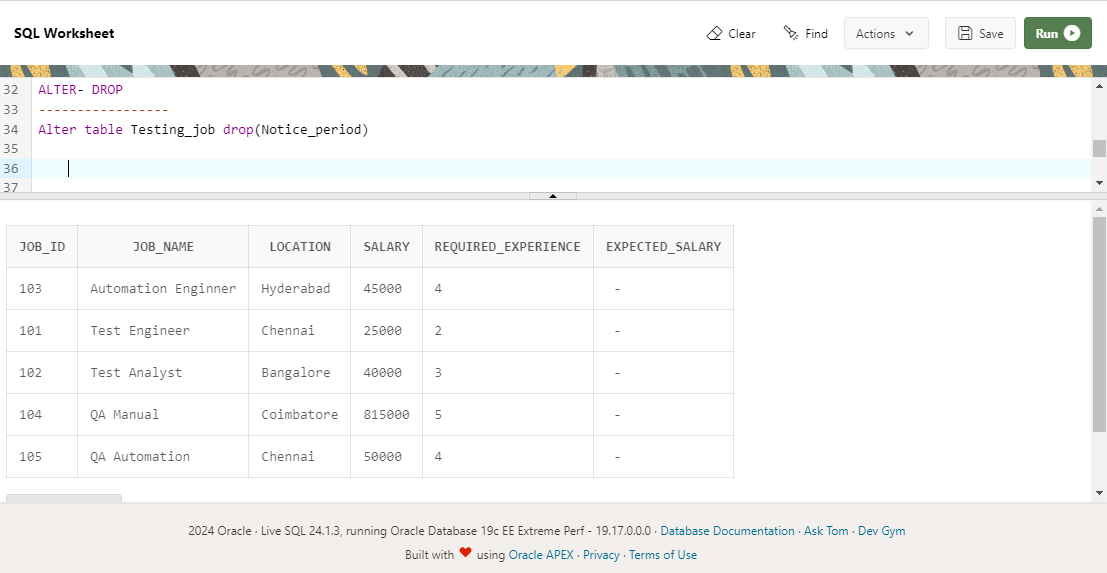 SQL Worksheet Clear Find Actions Save Run
32 ALTER- DROP
33 -----------------
34 Alter table Testing_job drop(Notice_period)
35
36
37
JOB_ID JOB_NAME LOCATION SALARY REQUIRED_EXPERIENCE EXPECTED_SALARY
103 Automation Enginner Hyderabad 45000 4 -
101 Test Engineer Chennai 25000 2 -
102 Test Analyst Bangalore 40000 3 -
104 QA Manual Coimbatore 815000 5 -
105 QA Automation Chennai 50000 4 -
2024 Oracle · Live SQL 24.1.3, running Oracle Database 19c EE Extreme Perf - 19.17.0.0.0 · Database Documentation · Ask Tom · Dev Gym
Built with ♥ using Oracle APEX · Privacy · Terms of Use